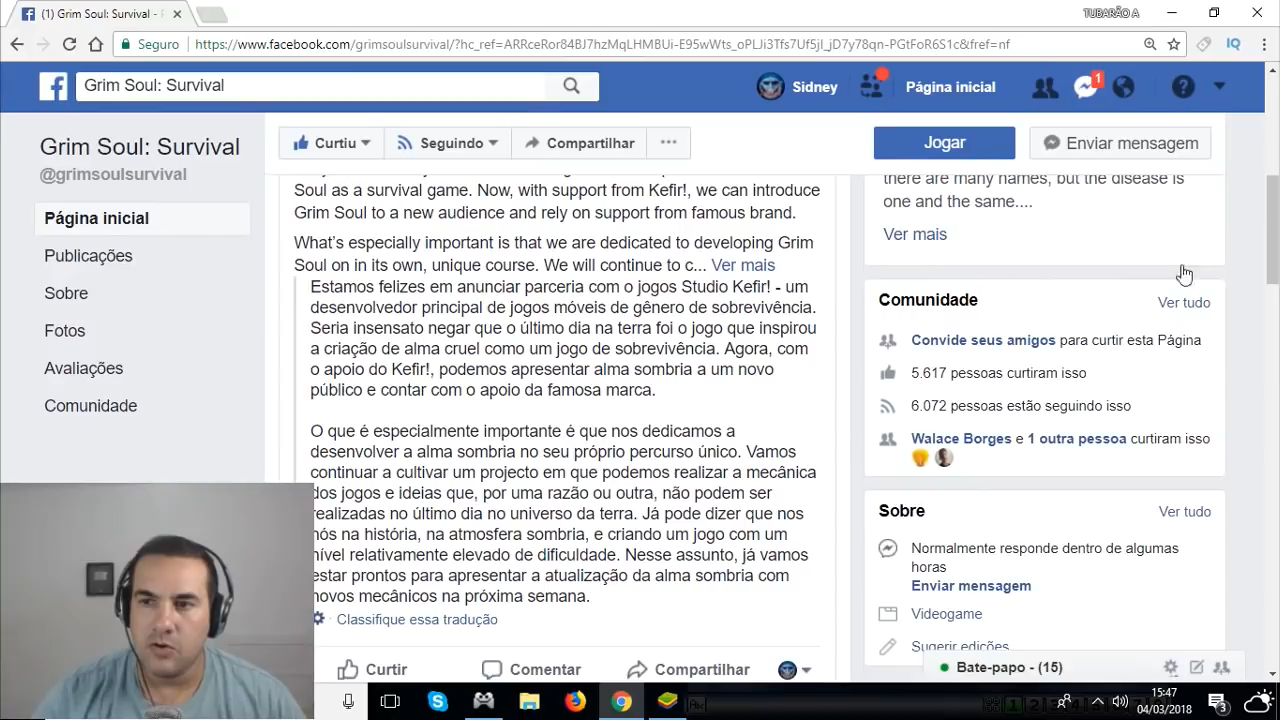 (1) Grim Soul: Survival -
TUBARÃO A
Seguro
https://www.facebook.com/grimsoulsurvival/?hc_ref=ARRceRor84BJ7hzMqLHMBUi-E95wWts_oPLJi3Tfs7Uf5jI_jD7y78qn-PGtFoR6S1c&fref=nf
IQ
Grim Soul: Survival
Sidney
Página inicial
1
Grim Soul: Survival
@grimsoulsurvival
Página inicial
Publicações
Sobre
Fotos
Avaliações
Comunidade
Curtiu
Seguindo
Compartilhar
Jogar
Enviar mensagem
Soul as a survival game. Now, with support from Kefir!, we can introduce
Grim Soul to a new audience and rely on support from famous brand.
What's especially important is that we are dedicated to developing Grim
Soul on in its own, unique course. We will continue to c... Ver mais
Estamos felizes em anunciar parceria com o jogos Studio Kefir! - um
desenvolvedor principal de jogos móveis de gênero de sobrevivência.
Seria insensato negar que o último dia na terra foi o jogo que inspirou
a criação de alma cruel como um jogo de sobrevivência. Agora, com
o apoio do Kefir!, podemos apresentar alma sombria a um novo
público e contar com o apoio da famosa marca.
O que é especialmente importante é que nos dedicamos a
desenvolver a alma sombria no seu próprio percurso único. Vamos
continuar a cultivar um projecto em que podemos realizar a mecânica
dos jogos e ideias que, por uma razão ou outra, não podem ser
realizadas no último dia no universo da terra. Já pode dizer que nos
nós na história, na atmosfera sombria, e criando um jogo com um
nível relativamente elevado de dificuldade. Nesse assunto, já vamos
estar prontos para apresentar a atualização da alma sombria com
novos mecânicos na próxima semana.
Classifique essa tradução
Curtir
Comentar
Compartilhar
there are many names, but the disease is
one and the same....
Ver mais
Comunidade
Ver tudo
Convide seus amigos para curtir esta Página
5.617 pessoas curtiram isso
6.072 pessoas estão seguindo isso
Walace Borges e 1 outra pessoa curtiram isso
Sobre
Ver tudo
Normalmente responde dentro de algumas
horas
Enviar mensagem
Videogame
Sugerir edições
Bate-papo - (15)
15:47
04/03/2018
3